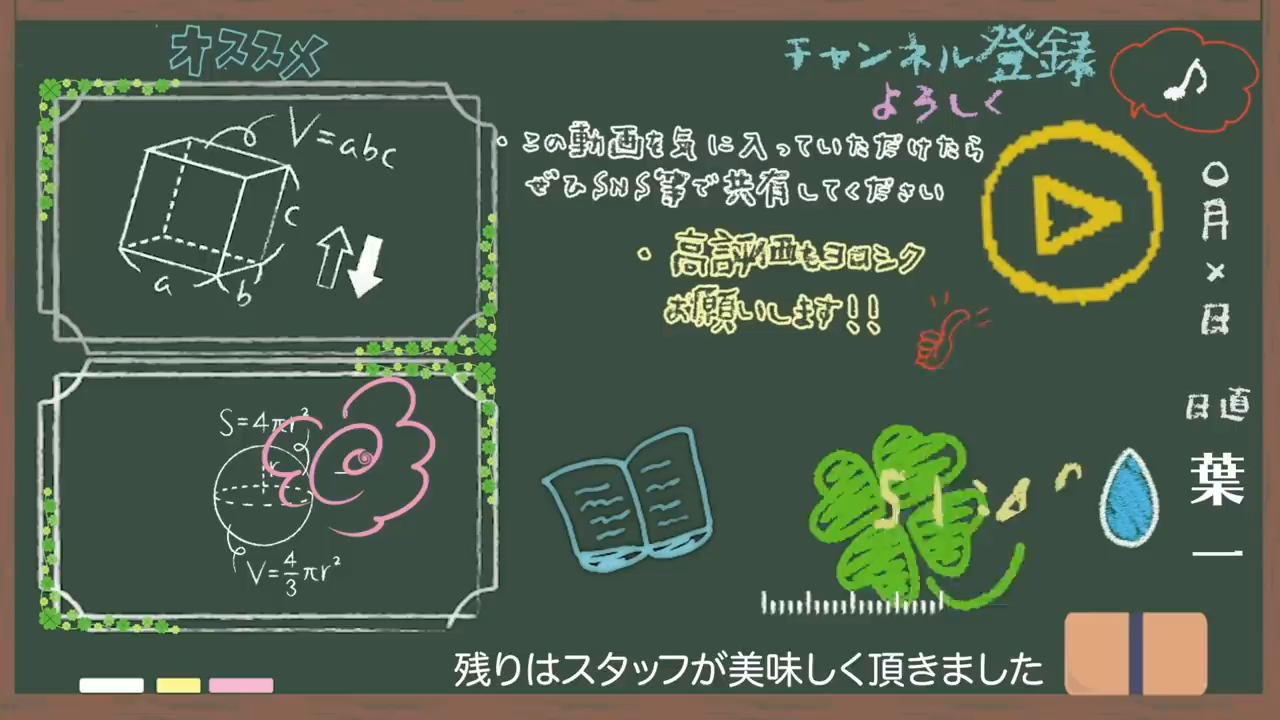 オススメ
V=abc
c
a
b
S=4πr²
r
V=4/3πr²
チャンネル登録
よろしく
・この動画を気に入っていただけたら
ぜひSNS等で共有してください
・高評価もヨロシク
お願いします!!
○月×日
日直
葉一
残りはスタッフが美味しく頂きました